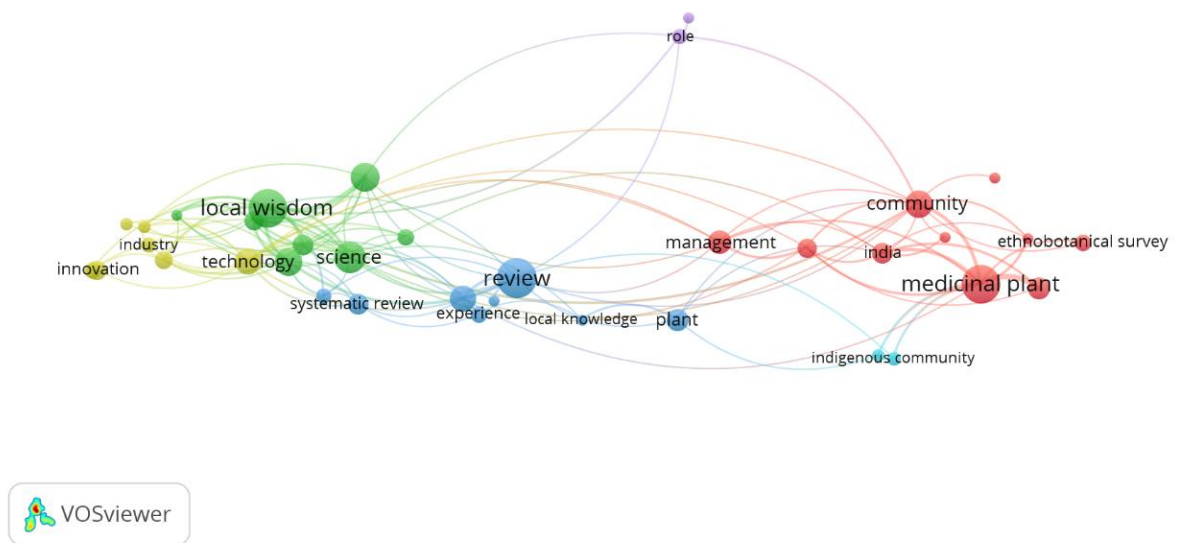 role
local wisdom
community
management
ethnobotanical survey
industry
innovation
technology
science
india
review
medicinal plant
systematic review
experience
local knowledge
plant
indigenous community
VOSviewer